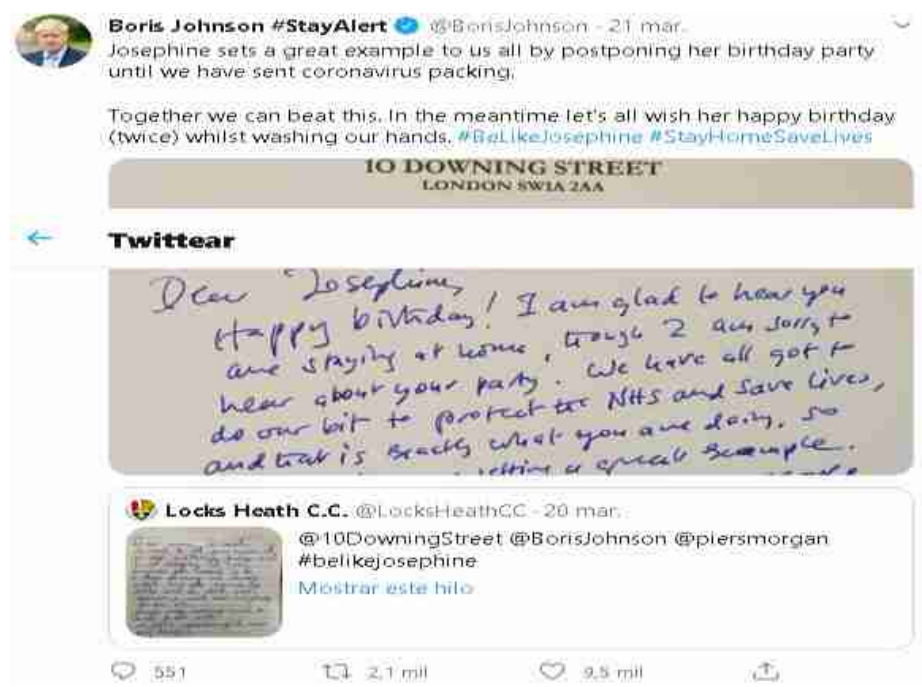 Boris Johnson #StayAlert @BorisJohnson - 21 mar.
Josephine sets a great example to us all by postponing her birthday party
until we have sent coronavirus packing.
Together we can beat this. In the meantime let's all wish her happy birthday
(twice) whilst washing our hands. #BeLikeJosephine #StayHomeSaveLives
10 DOWNING STREET
LONDON SW1A 2AA
Twittear
Dear Josephine,
Happy birthday! I am glad to hear you
are staying at home, though I am sorry to
hear about your party. We have all got to
do our bit to protect the NHS and save lives,
and that is exactly what you are doing, so
setting a great example.
Locks Heath C.C. @LocksHeathCC - 20 mar.
@10DowningStreet @BorisJohnson @piersmorgan
#belikejosephine
Mostrar este hilo
551 2,1 mil 9,5 mil